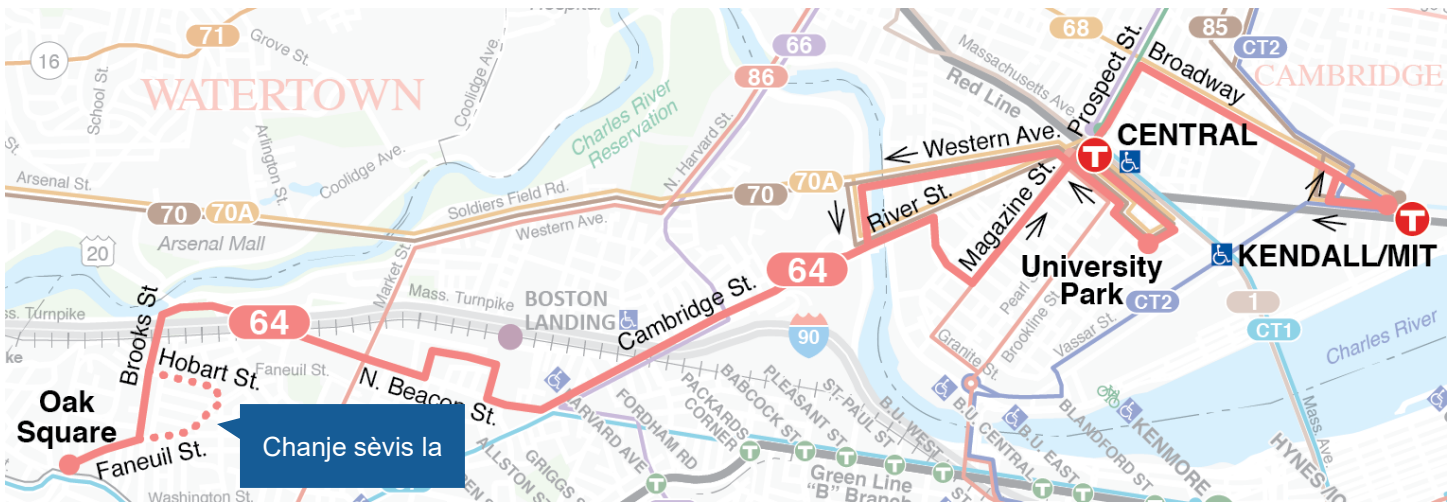 71
Grove St.
16
School St.
WATERTOWN
Arlington St.
Coolidge Ave.
Coolidge Ave.
Hospital
Charles River
Reservation
66
86
N. Harvard St.
68
85
CT2
Massachusetts Ave.
Red Line
Prospect St.
Broadway
CAMBRIDGE
T
CENTRAL
Western Ave.
River St.
Magazine St.
University
Park
T
KENDALL/MIT
Arsenal St.
70
70A
Soldiers Field Rd.
Western Ave.
70
70A
Arsenal Mall
20
Market St.
Mass. Turnpike
BOSTON
LANDING
Cambridge St.
64
90
Pearl St.
Brookline St.
Granite St.
Vassar St.
CT2
1
CT1
Charles River
Mass Ave.
ss. Turnpike
64
Brooks St
Hobart St.
Faneuil St.
N. Beacon St.
Oak
Square
Faneuil St.
Chanje sèvis la
Washington St.
HARVARD AVE
ALLSTON ST
GRIGGS ST
FORDHAM RD
PACKARDS
CORNER
BABCOCK ST
PLEASANT ST
ST. PAUL ST
B.U. WEST
B.U. CENTRAL
B.U. EAST
BLANDFORD ST
KENMORE
HYNES
T
T
T
T
T
T
Green Line
"B" Branch